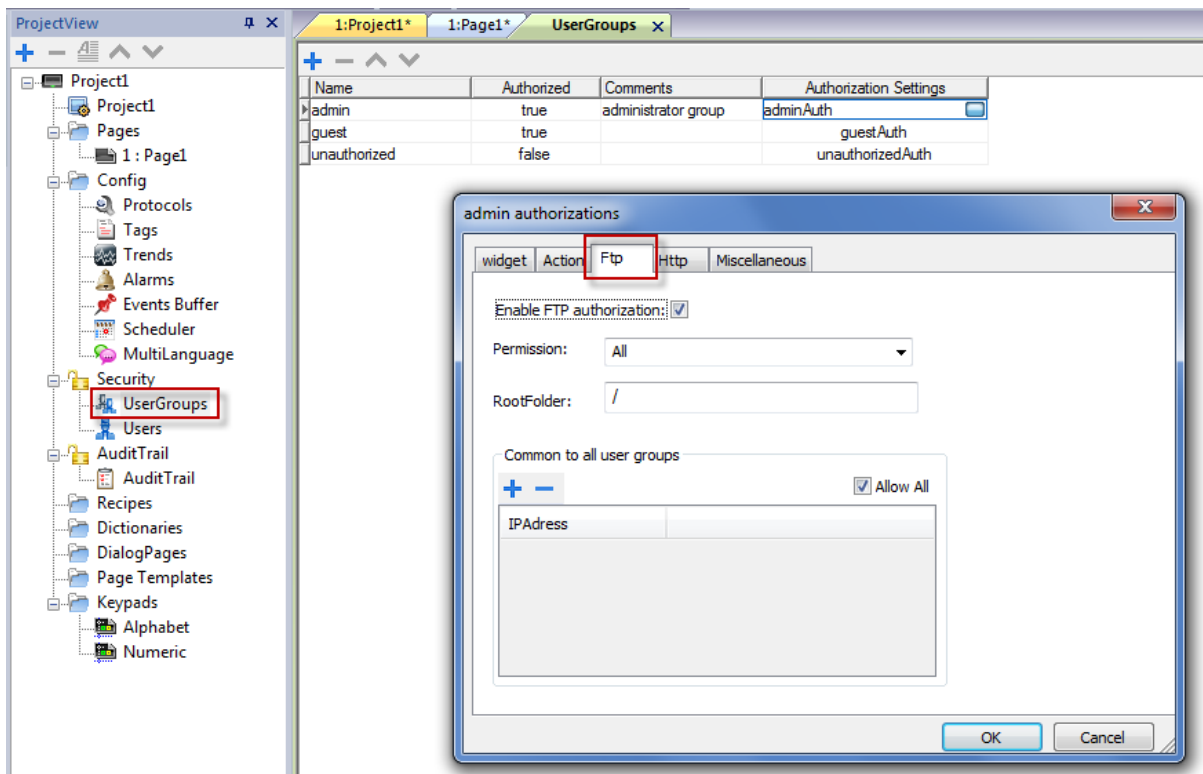 ProjectView
Project1
Project1
Pages
1 : Page1
Config
Protocols
Tags
Trends
Alarms
Events Buffer
Scheduler
MultiLanguage
Security
UserGroups
Users
AuditTrail
AuditTrail
Recipes
Dictionaries
DialogPages
Page Templates
Keypads
Alphabet
Numeric
1:Project1* 1:Page1* UserGroups
Name Authorized Comments Authorization Settings
admin true administrator group adminAuth
guest true guestAuth
unauthorized false unauthorizedAuth
admin authorizations
widget Action Ftp Http Miscellaneous
Enable FTP authorization:
Permission: All
RootFolder: /
Common to all user groups
Allow All
IPAdress
OK Cancel